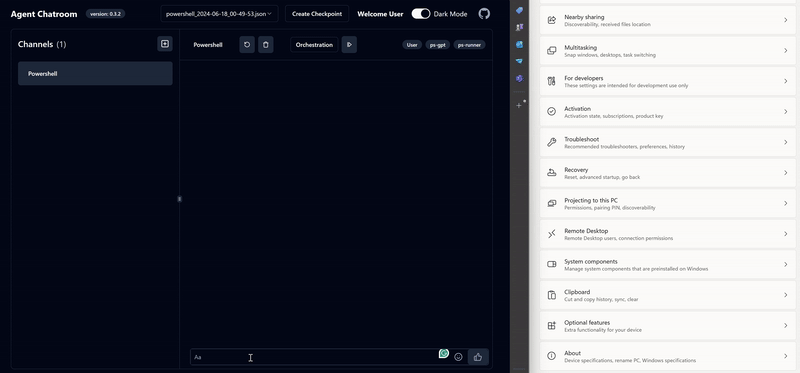 Agent Chatroom
version: 0.3.2
powershell_2024-06-18_00-49-53.json
Create Checkpoint
Welcome User
Dark Mode
Channels (1)
Powershell
Powershell
Orchestration
User
ps-gpt
ps-runner
Aa
Nearby sharing
Discoverability, received files location
Multitasking
Snap windows, desktops, task switching
For developers
These settings are intended for development use only
Activation
Activation state, subscriptions, product key
Troubleshoot
Recommended troubleshooters, preferences, history
Recovery
Reset, advanced startup, go back
Projecting to this PC
Permissions, pairing PIN, discoverability
Remote Desktop
Remote Desktop users, connection permissions
System components
Manage system components that are preinstalled on Windows
Clipboard
Cut and copy history, sync, clear
Optional features
Extra functionality for your device
About
Device specifications, rename PC, Windows specifications